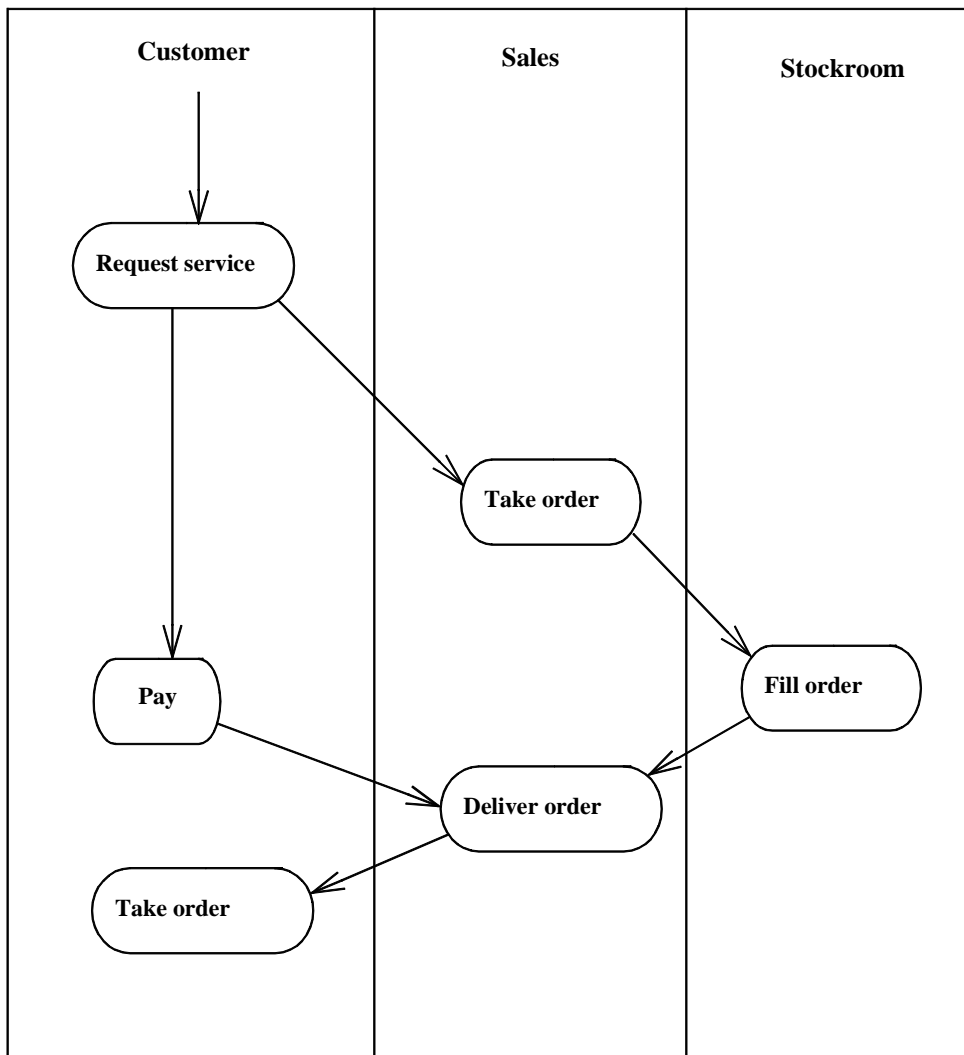 Customer
Sales
Stockroom
Request service
Take order
Fill order
Pay
Deliver order
Take order